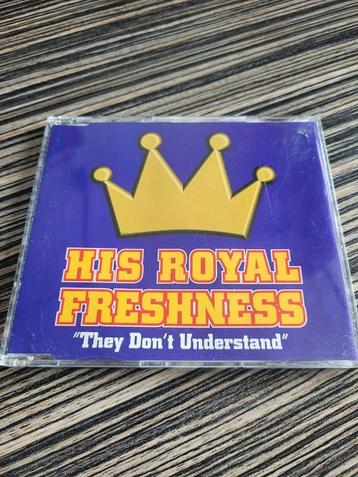 HIS ROYAL
FRESHNESS
"They Don't Understand"